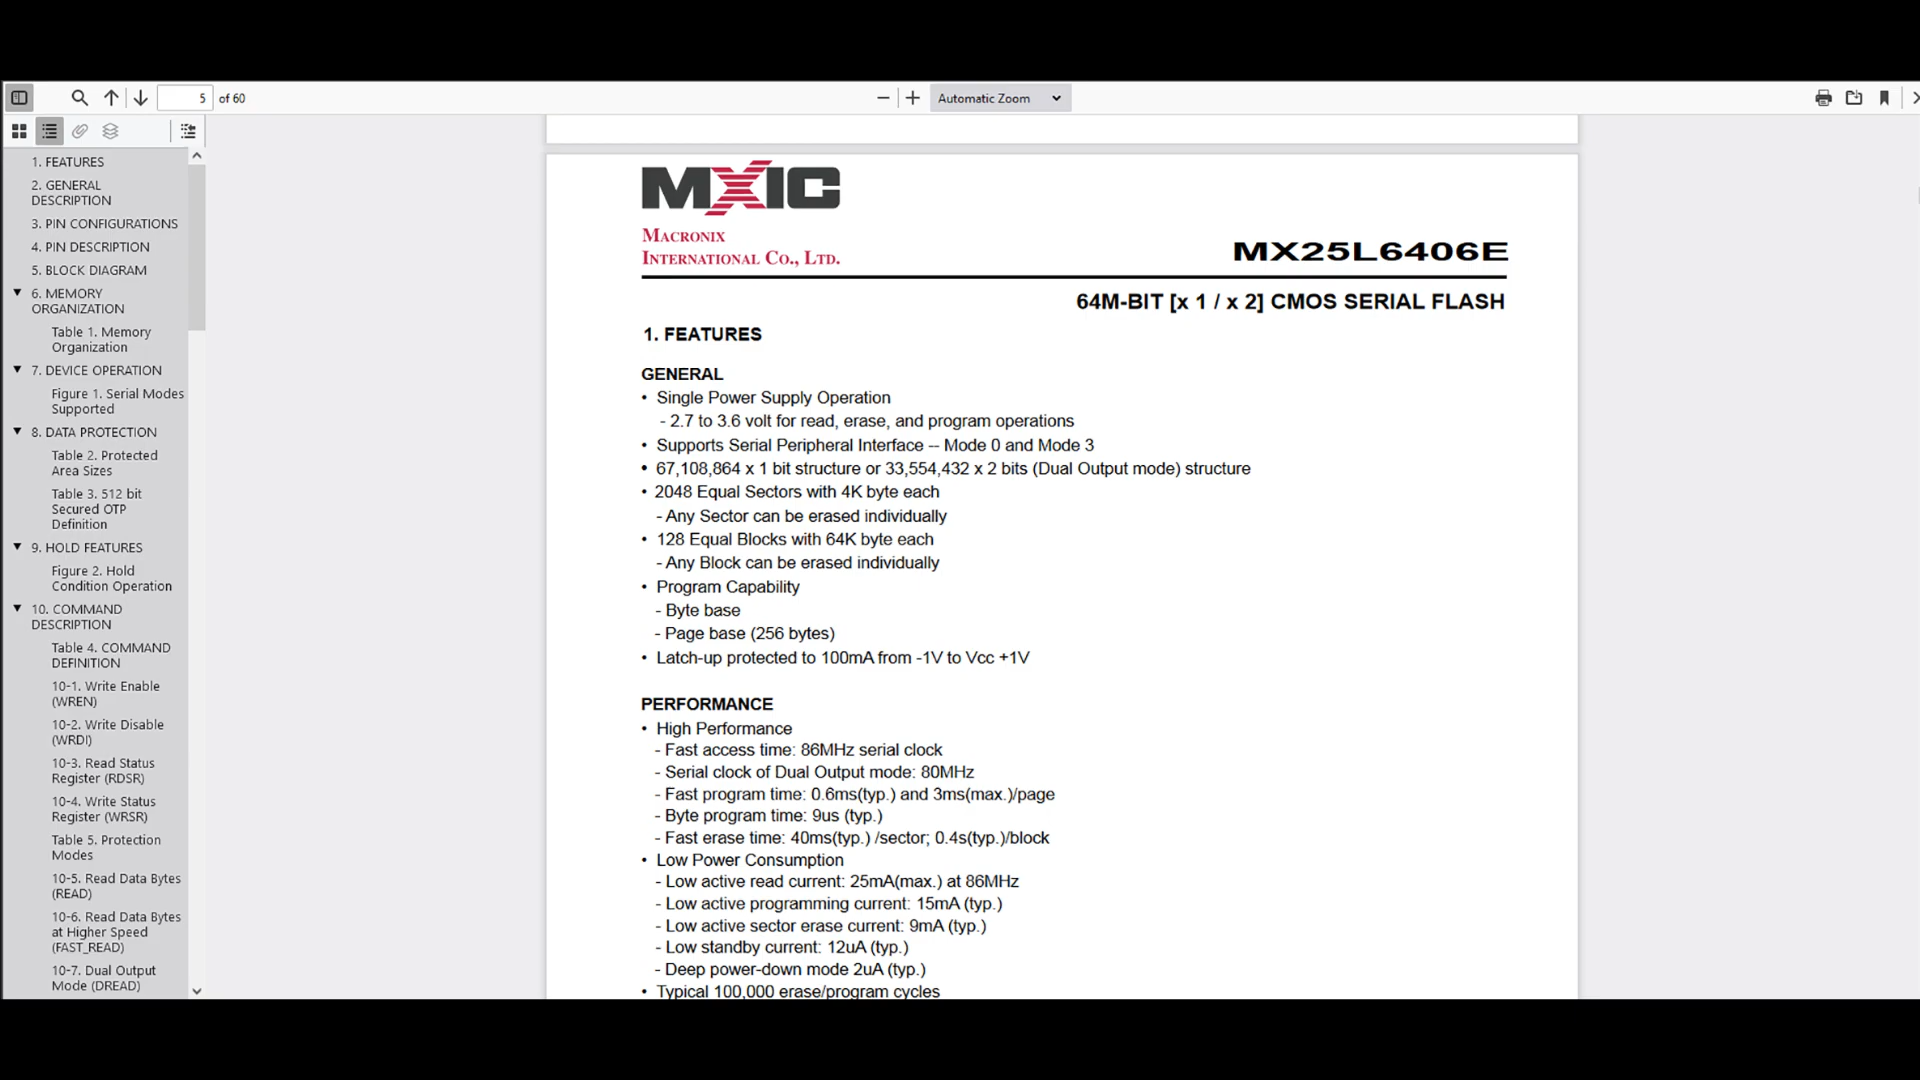 5 of 60
Automatic Zoom
1. FEATURES
2. GENERAL
DESCRIPTION
3. PIN CONFIGURATIONS
4. PIN DESCRIPTION
5. BLOCK DIAGRAM
6. MEMORY
ORGANIZATION
Table 1. Memory
Organization
7. DEVICE OPERATION
Figure 1. Serial Modes
Supported
8. DATA PROTECTION
Table 2. Protected
Area Sizes
Table 3. 512 bit
Secured OTP
Definition
9. HOLD FEATURES
Figure 2. Hold
Condition Operation
10. COMMAND
DESCRIPTION
Table 4. COMMAND
DEFINITION
10-1. Write Enable
(WREN)
10-2. Write Disable
(WRDI)
10-3. Read Status
Register (RDSR)
10-4. Write Status
Register (WRSR)
Table 5. Protection
Modes
10-5. Read Data Bytes
(READ)
10-6. Read Data Bytes
at Higher Speed
(FAST_READ)
10-7. Dual Output
Mode (DREAD)
MXIC
MACRONIX
INTERNATIONAL CO., LTD.
MX25L6406E
64M-BIT [x 1 / x 2] CMOS SERIAL FLASH
1. FEATURES
GENERAL
• Single Power Supply Operation
- 2.7 to 3.6 volt for read, erase, and program operations
• Supports Serial Peripheral Interface -- Mode 0 and Mode 3
• 67,108,864 x 1 bit structure or 33,554,432 x 2 bits (Dual Output mode) structure
• 2048 Equal Sectors with 4K byte each
- Any Sector can be erased individually
• 128 Equal Blocks with 64K byte each
- Any Block can be erased individually
• Program Capability
- Byte base
- Page base (256 bytes)
• Latch-up protected to 100mA from -1V to Vcc +1V
PERFORMANCE
• High Performance
- Fast access time: 86MHz serial clock
- Serial clock of Dual Output mode: 80MHz
- Fast program time: 0.6ms(typ.) and 3ms(max.)/page
- Byte program time: 9us (typ.)
- Fast erase time: 40ms(typ.) /sector; 0.4s(typ.)/block
• Low Power Consumption
- Low active read current: 25mA(max.) at 86MHz
- Low active programming current: 15mA (typ.)
- Low active sector erase current: 9mA (typ.)
- Low standby current: 12uA (typ.)
- Deep power-down mode 2uA (typ.)
• Typical 100,000 erase/program cycles